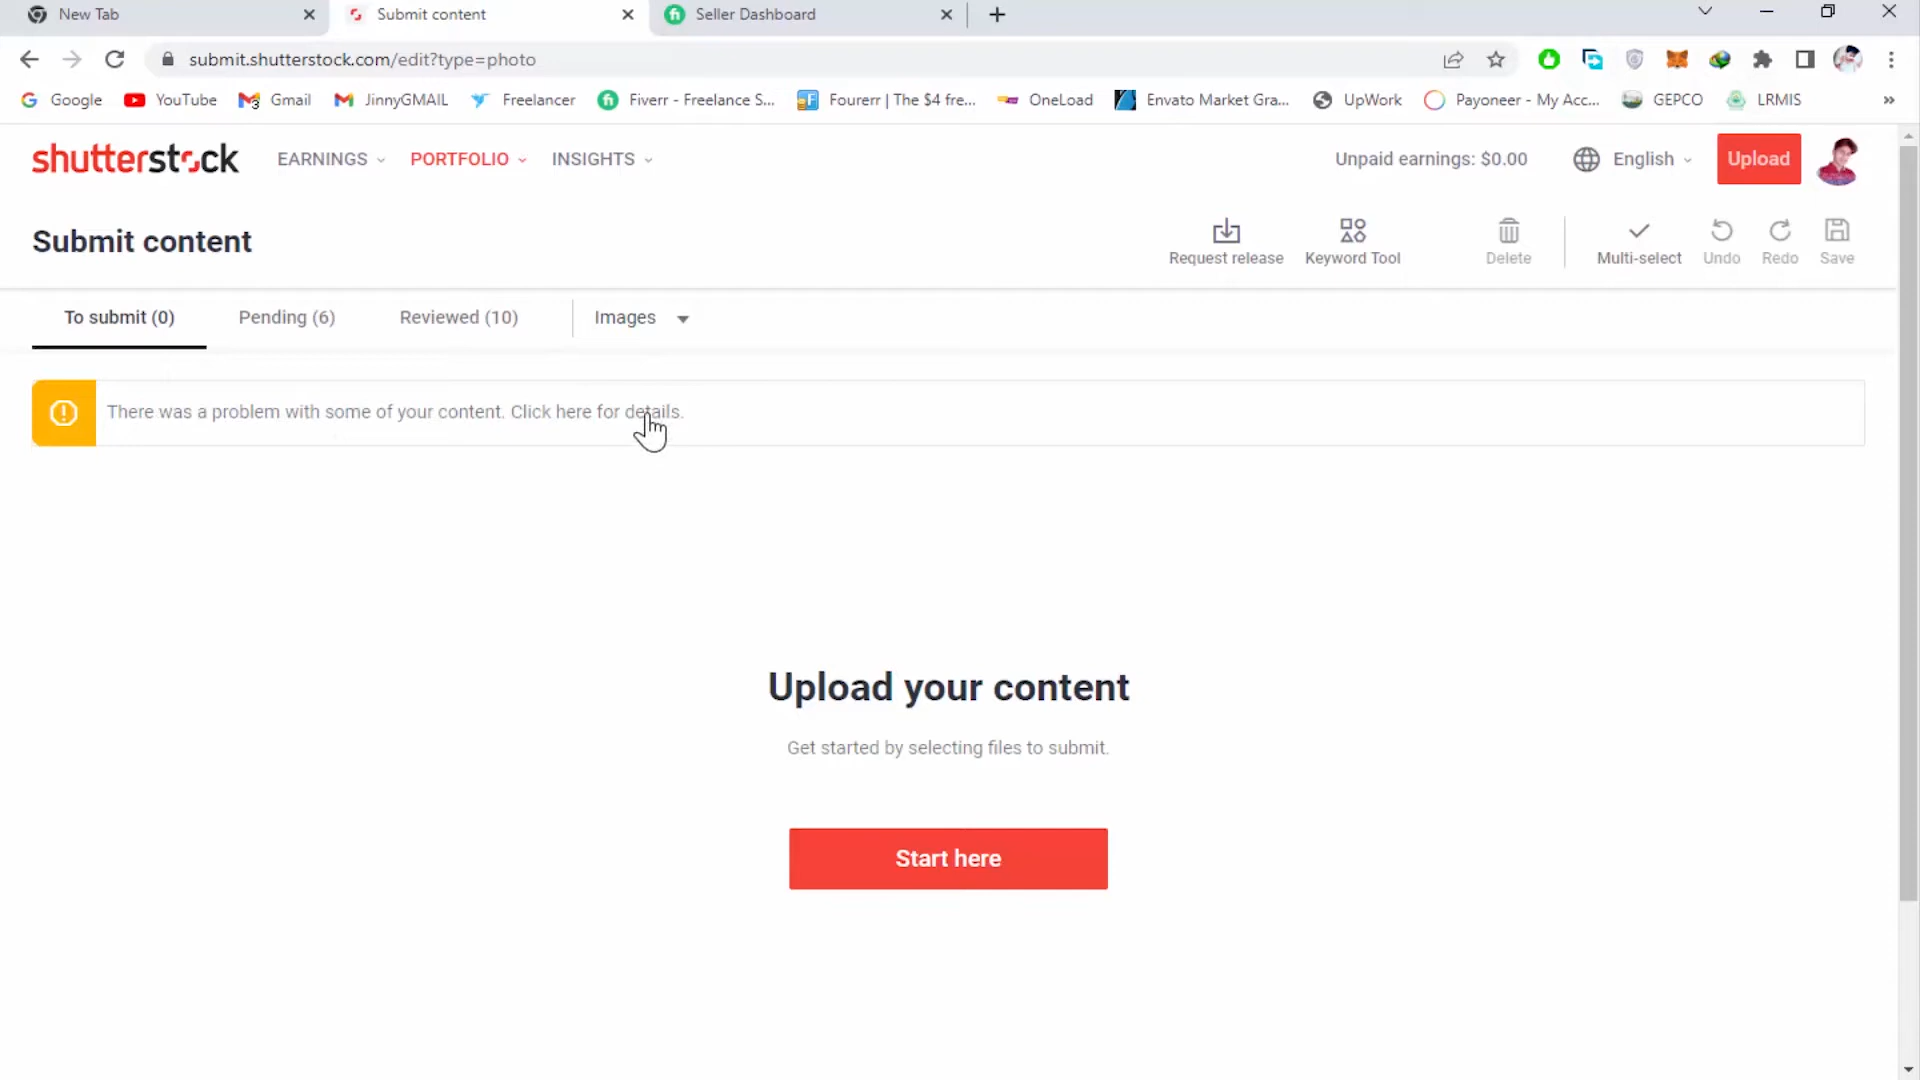 New Tab
Submit content
Seller Dashboard
submit.shutterstock.com/edit?type=photo
Google
YouTube
Gmail
JinnyGMAIL
Freelancer
Fiverr - Freelance S...
Fourerr | The $4 fre...
OneLoad
Envato Market Gra...
UpWork
Payoneer - My Acc...
GEPCO
LRMIS
»
shutterstock
EARNINGS
PORTFOLIO
INSIGHTS
Unpaid earnings: $0.00
English
Upload
Submit content
Request release
Keyword Tool
Delete
Multi-select
Undo
Redo
Save
To submit (0)
Pending (6)
Reviewed (10)
Images
There was a problem with some of your content. Click here for details.
Upload your content
Get started by selecting files to submit.
Start here